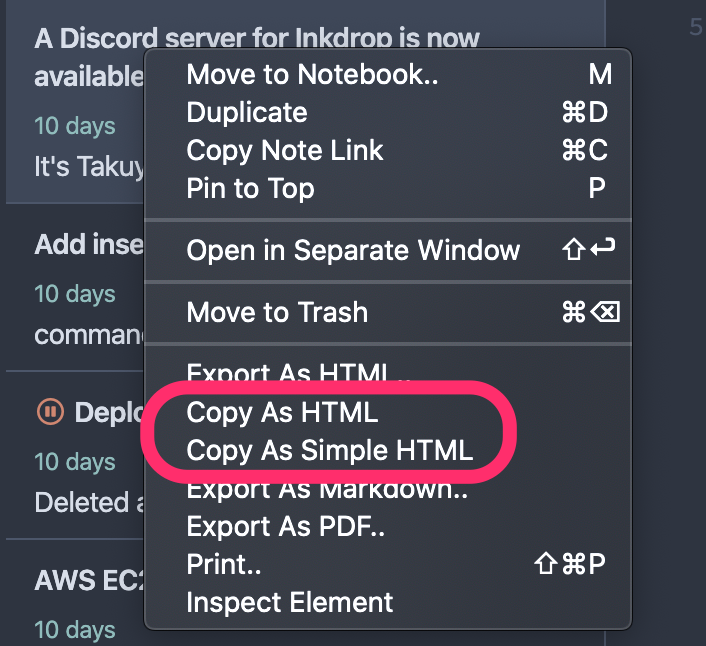 5
A Discord server for Inkdrop is now
available
10 days
It's Takuy
Add inse
10 days
comman
Deplo
10 days
Deleted a
AWS EC2
10 days
Move to Notebook.. M
Duplicate ⌘D
Copy Note Link ⌘C
Pin to Top P
Open in Separate Window ⇧↩
Move to Trash ⌘⌫
Export As HTML..
Copy As HTML
Copy As Simple HTML
Export As Markdown..
Export As PDF..
Print.. ⇧⌘P
Inspect Element